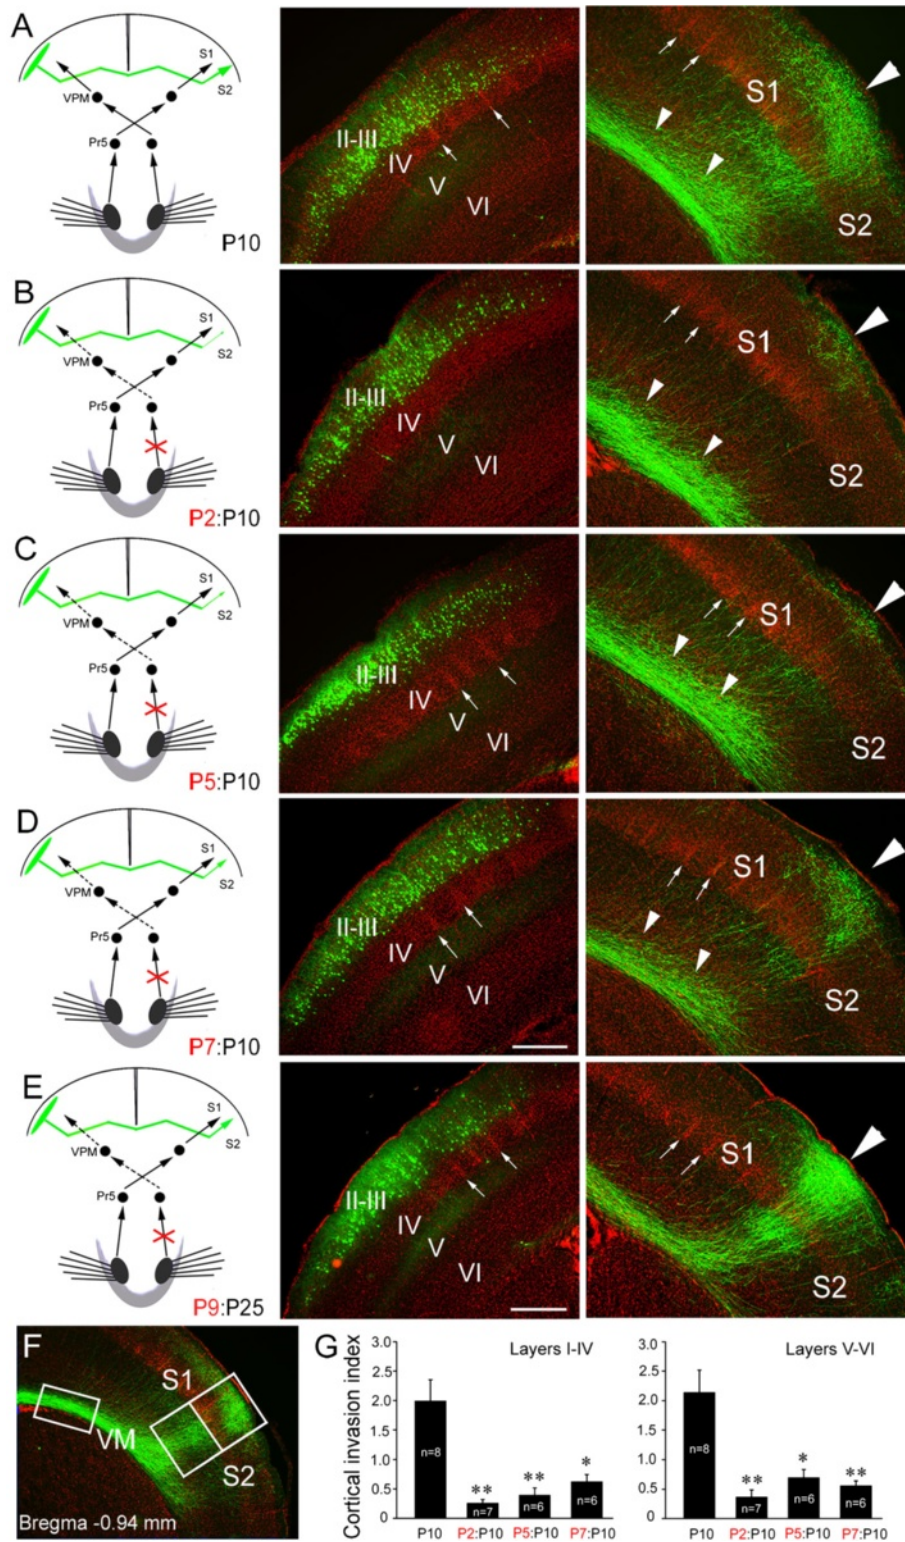 A
S1
S2
VPM
Pr5
P10
II-III
IV
V
VI
S1
S2
B
S1
S2
VPM
Pr5
P2:P10
II-III
IV
V
VI
S1
S2
C
S1
S2
VPM
Pr5
P5:P10
II-III
IV
V
VI
S1
S2
D
S1
S2
VPM
Pr5
P7:P10
II-III
IV
V
VI
S1
S2
E
S1
S2
VPM
Pr5
P9:P25
II-III
IV
V
VI
S1
S2
F
S1
VM
S2
Bregma -0.94 mm
G
Cortical invasion index
Layers I-IV
3.0
2.5
2.0
1.5
1.0
0.5
0
n=8
** n=7
** n=6
* n=6
P10 P2:P10 P5:P10 P7:P10
Layers V-VI
3.0
2.5
2.0
1.5
1.0
0.5
0
n=8
** n=7
* n=6
** n=6
P10 P2:P10 P5:P10 P7:P10